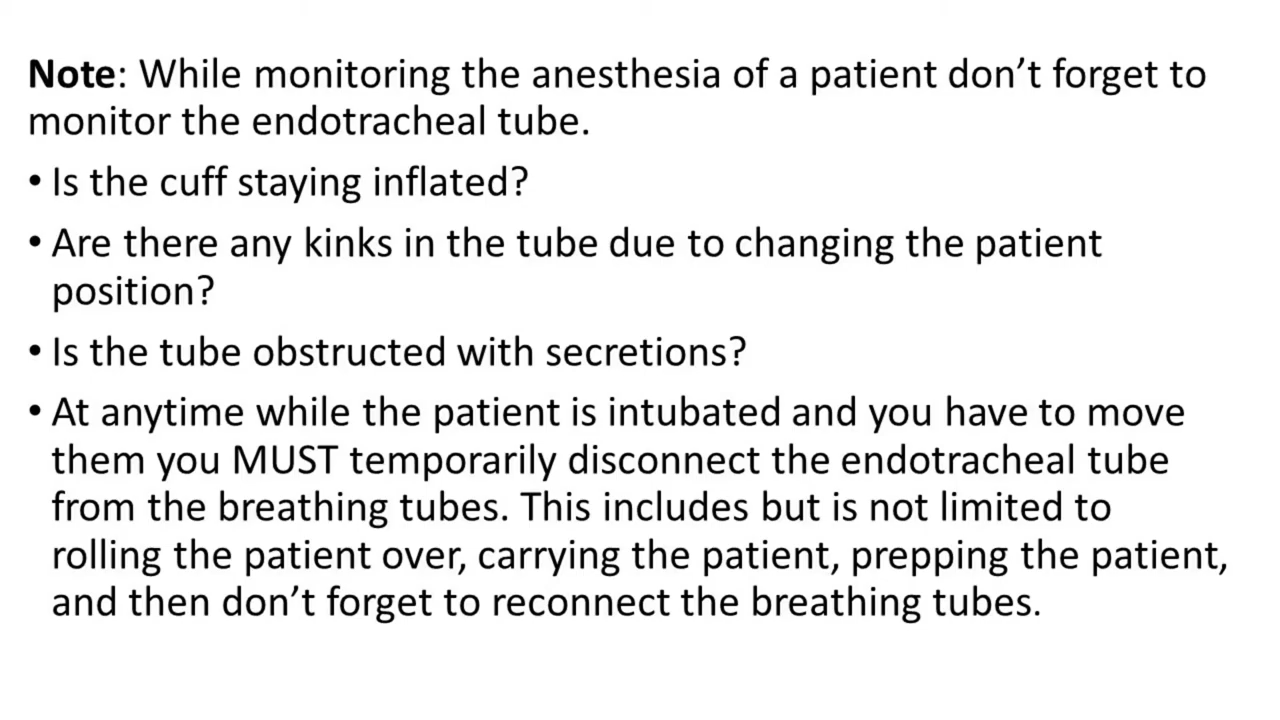 Note: While monitoring the anesthesia of a patient don’t forget to
monitor the endotracheal tube.
• Is the cuff staying inflated?
• Are there any kinks in the tube due to changing the patient
position?
• Is the tube obstructed with secretions?
• At anytime while the patient is intubated and you have to move
them you MUST temporarily disconnect the endotracheal tube
from the breathing tubes. This includes but is not limited to
rolling the patient over, carrying the patient, prepping the patient,
and then don’t forget to reconnect the breathing tubes.